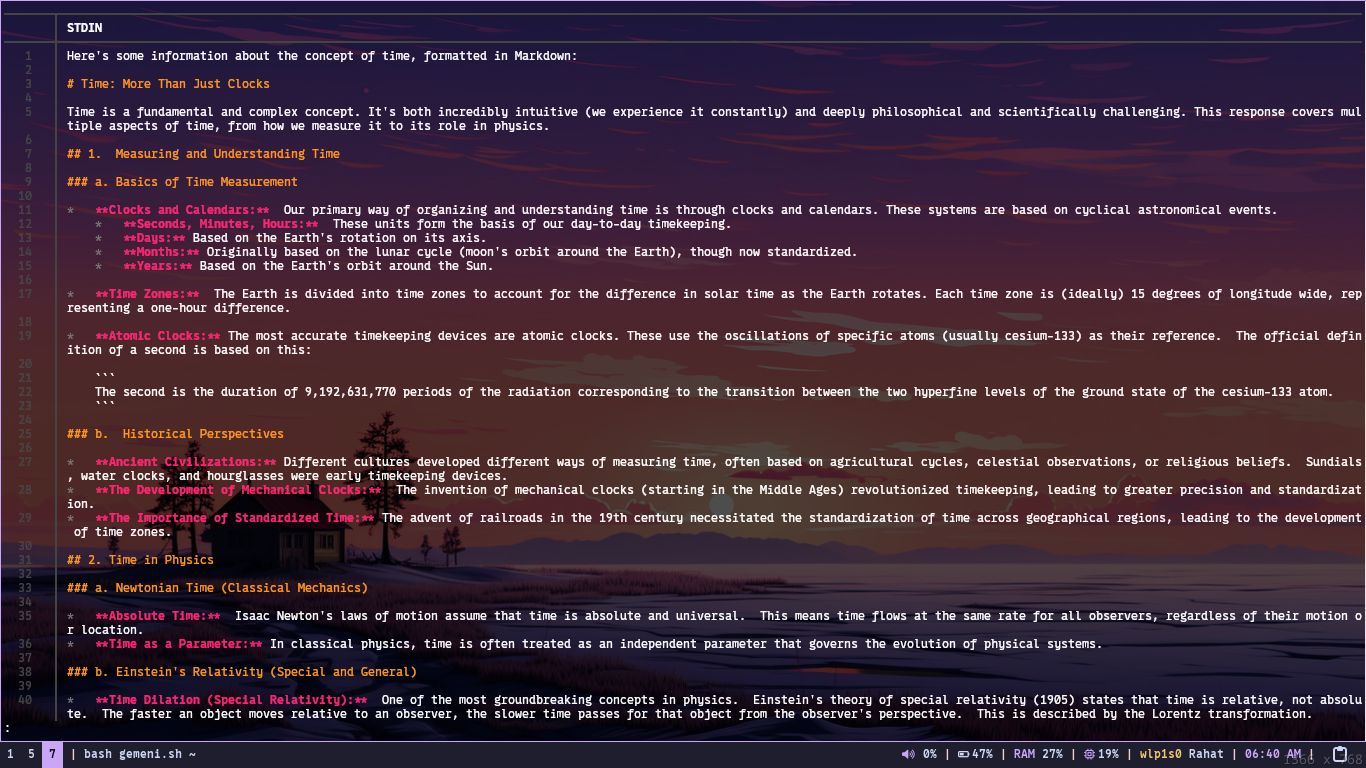 STDIN
1 Here's some information about the concept of time, formatted in Markdown:
2
3 # Time: More Than Just Clocks
4
5 Time is a fundamental and complex concept. It's both incredibly intuitive (we experience it constantly) and deeply philosophical and scientifically challenging. This response covers mul
tiple aspects of time, from how we measure it to its role in physics.
6
7 ## 1.  Measuring and Understanding Time
8
9 ### a. Basics of Time Measurement
10
11 *   **Clocks and Calendars:**  Our primary way of organizing and understanding time is through clocks and calendars. These systems are based on cyclical astronomical events.
12     *   **Seconds, Minutes, Hours:**  These units form the basis of our day-to-day timekeeping.
13     *   **Days:** Based on the Earth's rotation on its axis.
14     *   **Months:** Originally based on the lunar cycle (moon's orbit around the Earth), though now standardized.
15     *   **Years:** Based on the Earth's orbit around the Sun.
16
17 *   **Time Zones:**  The Earth is divided into time zones to account for the difference in solar time as the Earth rotates. Each time zone is (ideally) 15 degrees of longitude wide, rep
resenting a one-hour difference.
18
19 *   **Atomic Clocks:** The most accurate timekeeping devices are atomic clocks. These use the oscillations of specific atoms (usually cesium-133) as their reference.  The official defin
ition of a second is based on this:
20
21     ```
22     The second is the duration of 9,192,631,770 periods of the radiation corresponding to the transition between the two hyperfine levels of the ground state of the cesium-133 atom.
23     ```
24
25 ### b.  Historical Perspectives
26
27 *   **Ancient Civilizations:** Different cultures developed different ways of measuring time, often based on agricultural cycles, celestial observations, or religious beliefs.  Sundials
, water clocks, and hourglasses were early timekeeping devices.
28 *   **The Development of Mechanical Clocks:**  The invention of mechanical clocks (starting in the Middle Ages) revolutionized timekeeping, leading to greater precision and standardizat
ion.
29 *   **The Importance of Standardized Time:** The advent of railroads in the 19th century necessitated the standardization of time across geographical regions, leading to the development
 of time zones.
30
31 ## 2. Time in Physics
32
33 ### a. Newtonian Time (Classical Mechanics)
34
35 *   **Absolute Time:**  Isaac Newton's laws of motion assume that time is absolute and universal.  This means time flows at the same rate for all observers, regardless of their motion o
r location.
36 *   **Time as a Parameter:** In classical physics, time is often treated as an independent parameter that governs the evolution of physical systems.
37
38 ### b. Einstein's Relativity (Special and General)
39
40 *   **Time Dilation (Special Relativity):**  One of the most groundbreaking concepts in physics.  Einstein's theory of special relativity (1905) states that time is relative, not absolu
te.  The faster an object moves relative to an observer, the slower time passes for that object from the observer's perspective.  This is described by the Lorentz transformation.
:
1 5 7 | bash gemeni.sh ~ 0% | 47% | RAM 27% | 19% | wlp1s0 Rahat | 06:40 AM |
1366 x 768